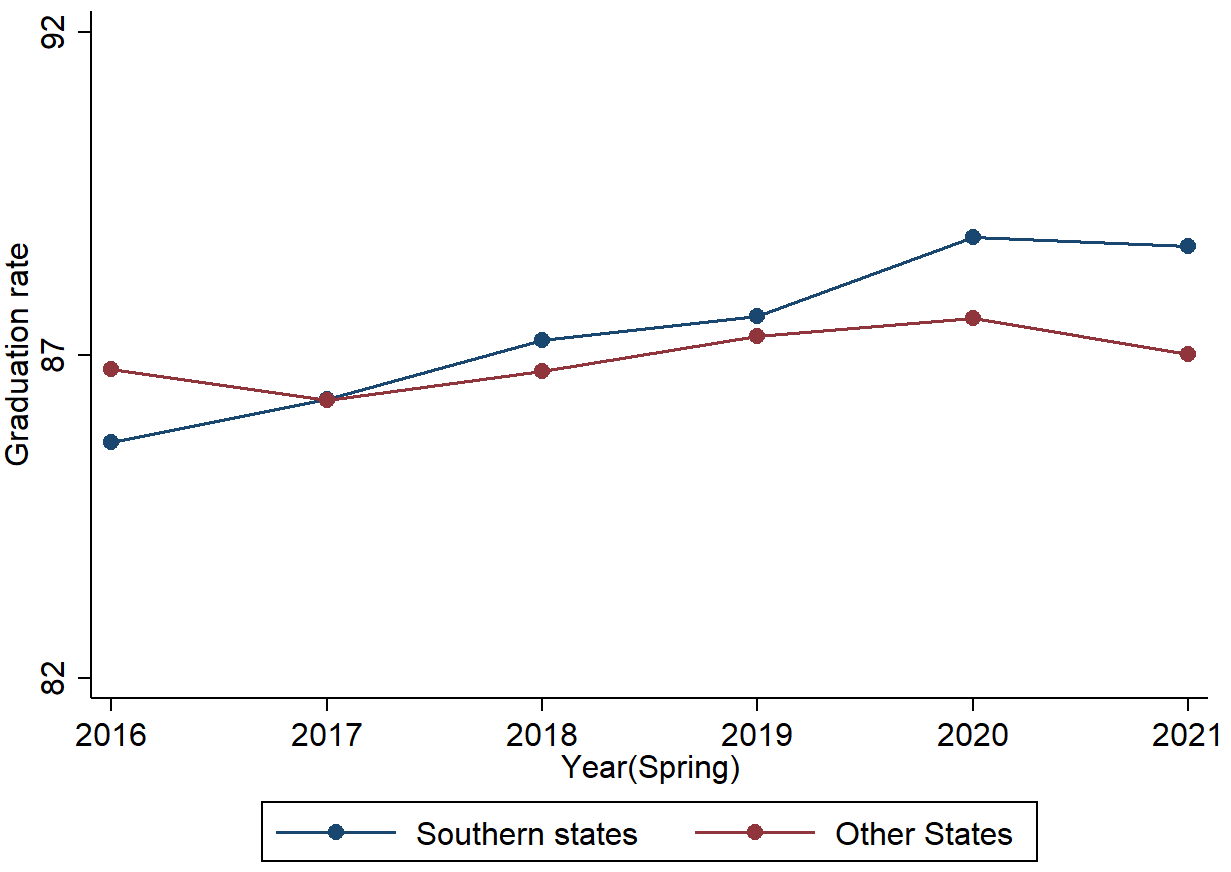 92
87
82
Graduation rate
2016 2017 2018 2019 2020 2021
Year(Spring)
Southern states Other States